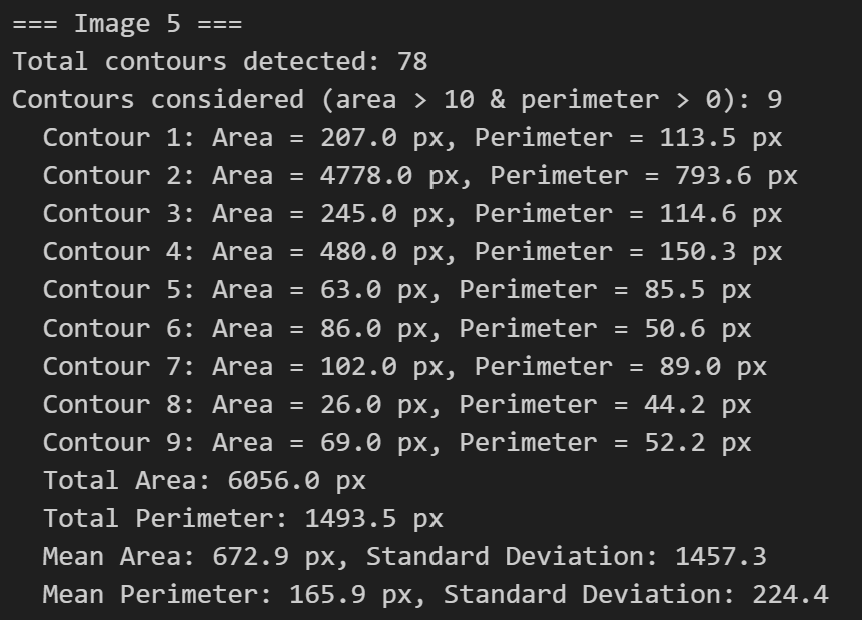 === Image 5 ===
Total contours detected: 78
Contours considered (area > 10 & perimeter > 0): 9
Contour 1: Area = 207.0 px, Perimeter = 113.5 px
Contour 2: Area = 4778.0 px, Perimeter = 793.6 px
Contour 3: Area = 245.0 px, Perimeter = 114.6 px
Contour 4: Area = 480.0 px, Perimeter = 150.3 px
Contour 5: Area = 63.0 px, Perimeter = 85.5 px
Contour 6: Area = 86.0 px, Perimeter = 50.6 px
Contour 7: Area = 102.0 px, Perimeter = 89.0 px
Contour 8: Area = 26.0 px, Perimeter = 44.2 px
Contour 9: Area = 69.0 px, Perimeter = 52.2 px
Total Area: 6056.0 px
Total Perimeter: 1493.5 px
Mean Area: 672.9 px, Standard Deviation: 1457.3
Mean Perimeter: 165.9 px, Standard Deviation: 224.4